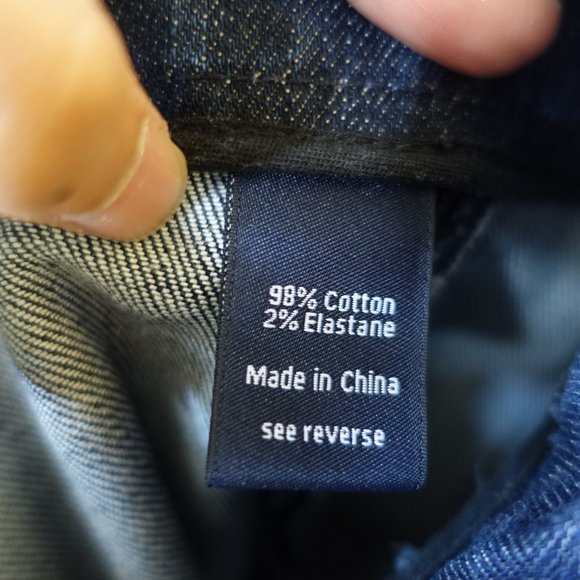 98% Cotton
2% Elastane
Made in China
see reverse